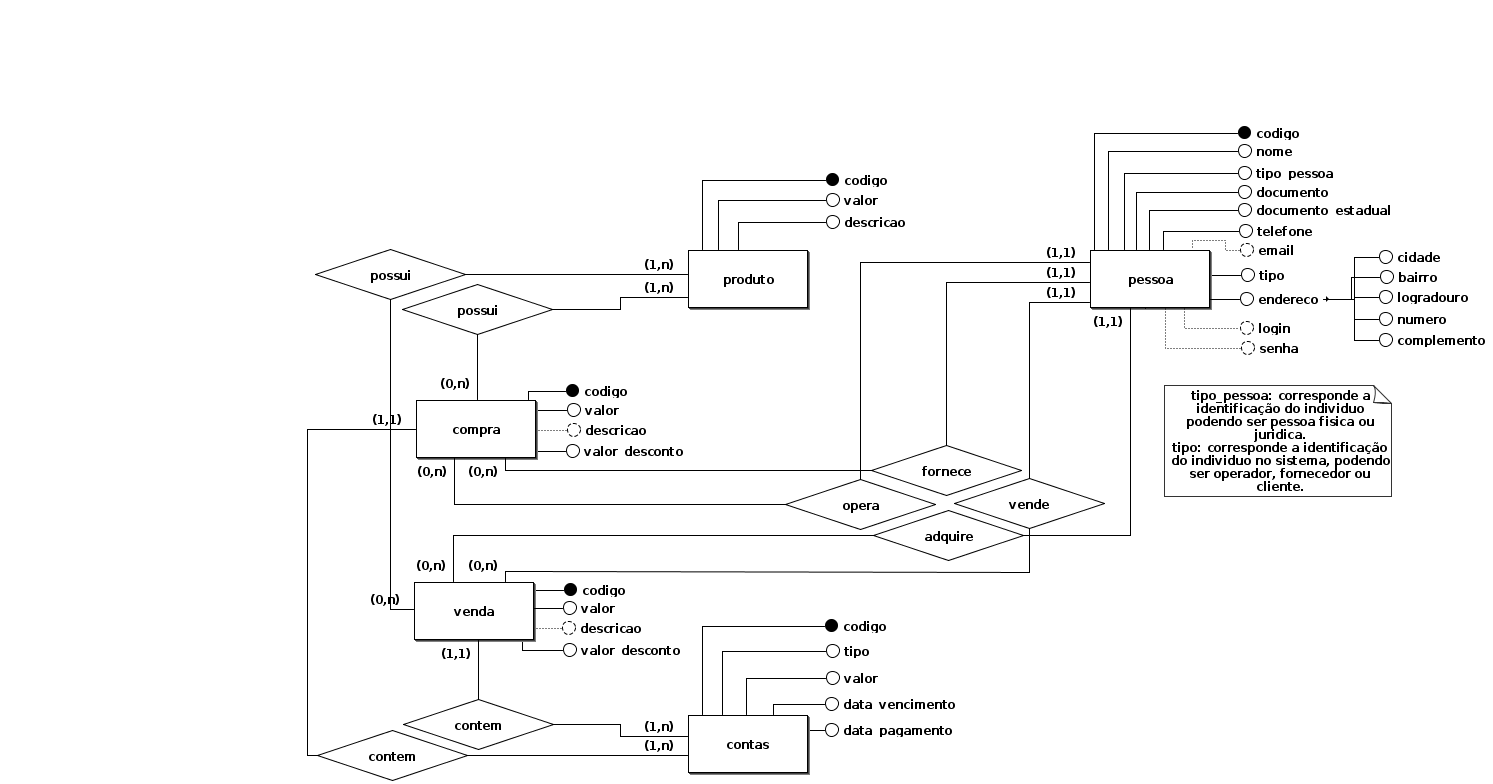 codigo
nome
tipo_pessoa
documento
documento_estadual
telefone
email
tipo
endereco
login
senha
cidade
bairro
logradouro
numero
complemento
pessoa
(1,1)
(1,1)
(1,1)
(1,1)
codigo
valor
descricao
produto
(1,n)
(1,n)
possui
possui
(0,n)
(1,1)
compra
codigo
valor
descricao
valor_desconto
(0,n)
(0,n)
tipo_pessoa: corresponde a
identificação do individuo
podendo ser pessoa fisica ou
juridica.
tipo: corresponde a identificação
do individuo no sistema, podendo
ser operador, fornecedor ou
cliente.
fornece
opera
vende
adquire
(0,n)
(0,n)
(0,n)
venda
codigo
valor
descricao
valor_desconto
(1,1)
codigo
tipo
valor
data_vencimento
data_pagamento
contas
(1,n)
(1,n)
contem
contem